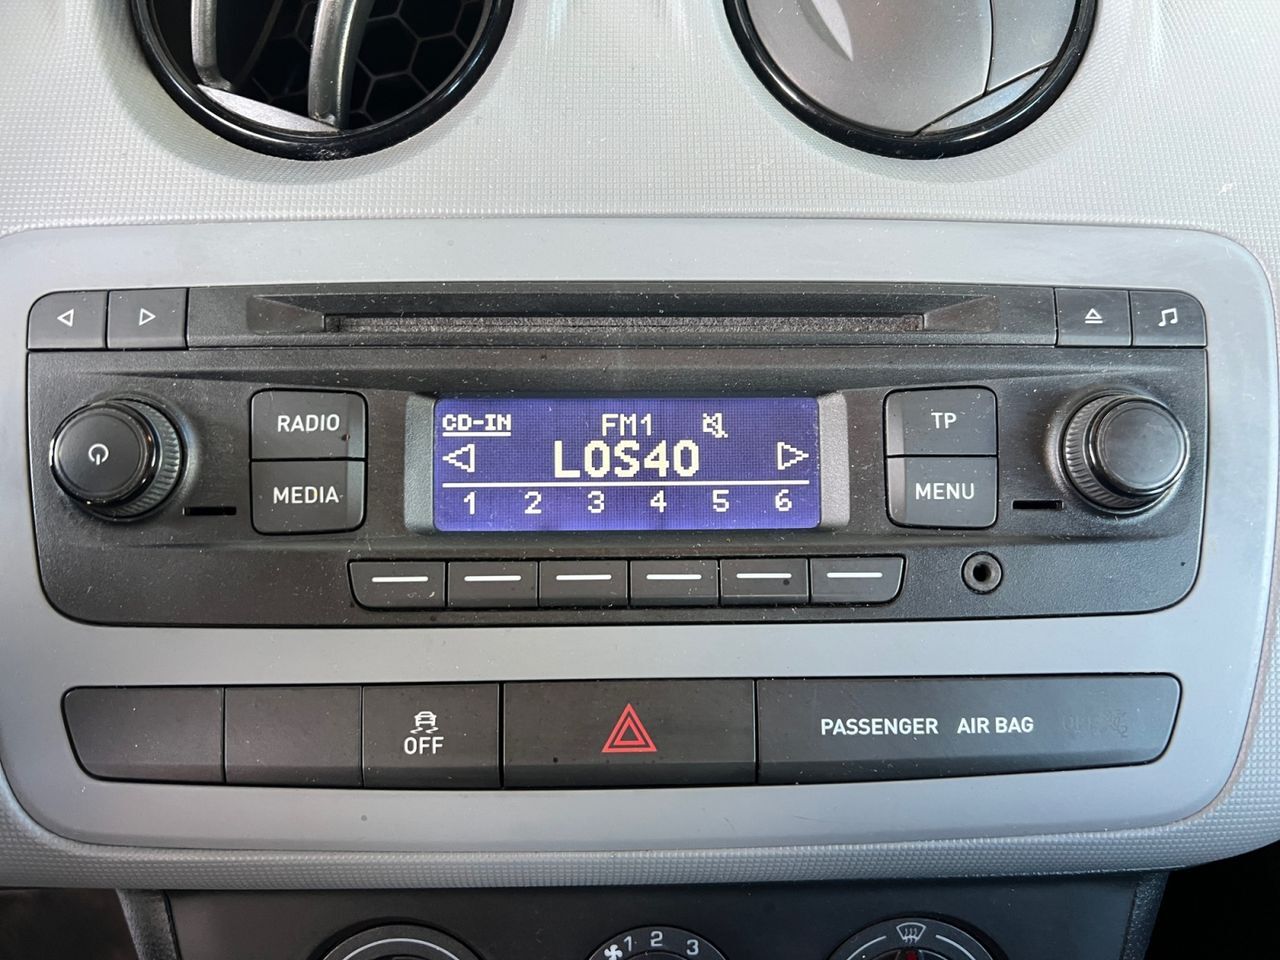 RADIO
MEDIA
CD-IN FM1
LOS40
1 2 3 4 5 6
TP
MENU
OFF
PASSENGER AIR BAG
1 2 3